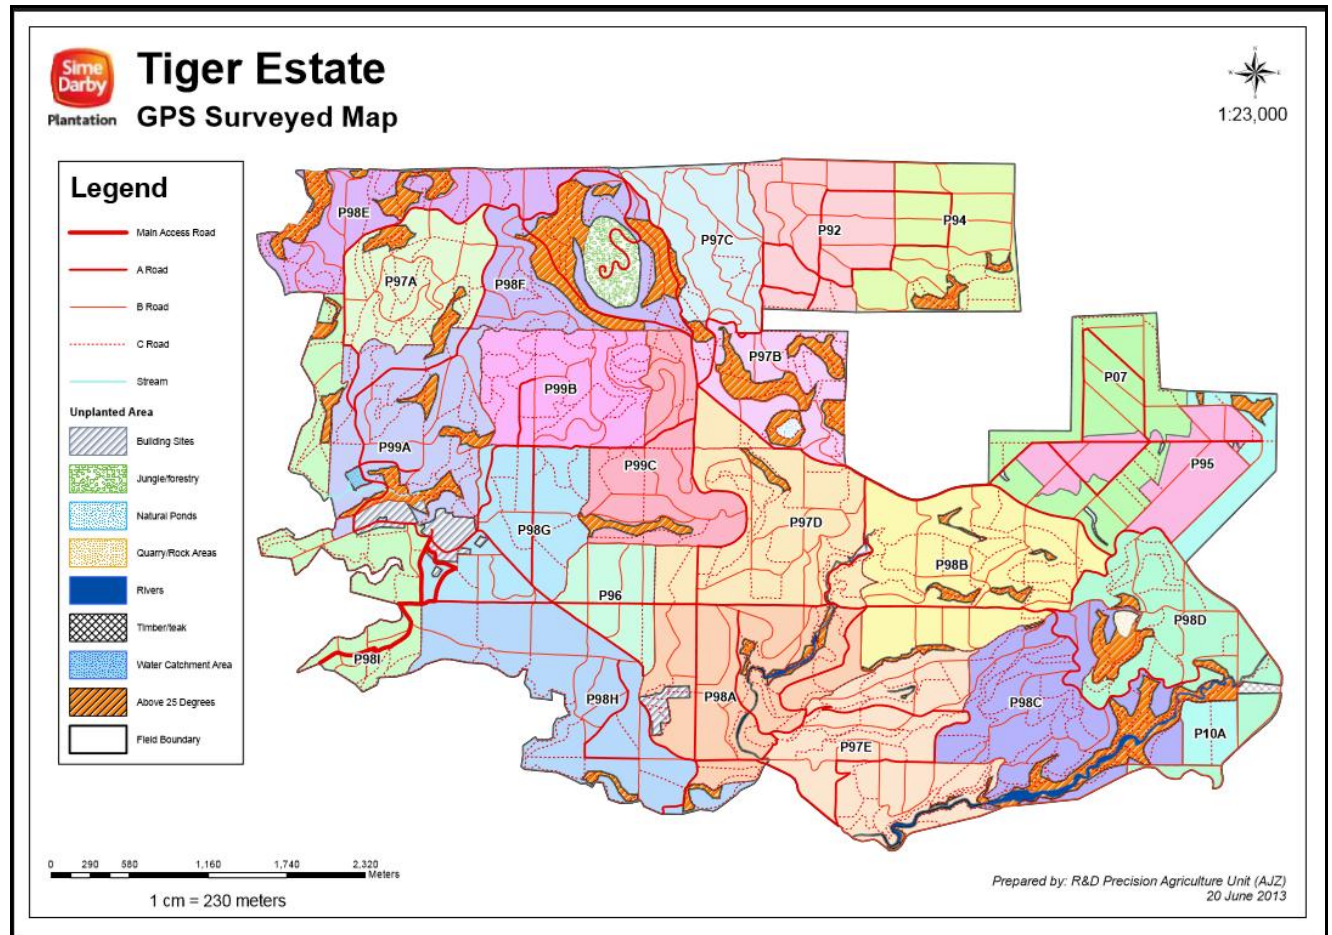 Sime
Darby
Plantation
Tiger Estate
GPS Surveyed Map
N
W
E
S
1:23,000
Legend
Main Access Road
A Road
B Road
C Road
Stream
Unplanted Area
Building Sites
Jungle/forestry
Natural Ponds
Quarry/Rock Areas
Rivers
Timber/teak
Water Catchment Area
Above 25 Degrees
Field Boundary
P98E
P97A
P98F
P97C
P92
P94
P97B
P07
P99B
P99A
P99C
P95
P98G
P97D
P98B
P96
P98D
P98I
P98H
P98A
P98C
P97E
P10A
0 290 580 1,160 1,740 2,320
Meters
1 cm = 230 meters
Prepared by: R&D Precision Agriculture Unit (AJZ)
20 June 2013